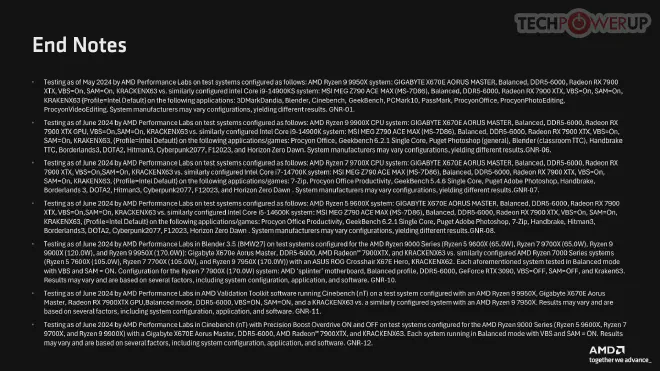 TECHPOWERUP
End Notes
• Testing as of May 2024 by AMD Performance Labs on test systems configured as follows: AMD Ryzen 9 9950X system: GIGABYTE X670E AORUS MASTER, Balanced, DDR5-6000, Radeon RX 7900
XTX, VBS=On, SAM=On, KRACKENX63 vs. similarly configured Intel Core i9-14900KS system: MSI MEG Z790 ACE MAX (MS-7D86), Balanced, DDR5-6000, Radeon RX 7900 XTX, VBS=On, SAM=On,
KRAKENX63 {Profile=Intel Default} on the following applications: 3DMarkDandia, Blender, Cinebench, GeekBench, PCMark10, PassMark, ProcyonOffice, ProcyonPhotoEditing,
ProcyonVideoEditing, System manufacturers may vary configurations, yielding different results. GNR-01.
• Testing as of June 2024 by AMD Performance Labs on test systems configured as follows: AMD Ryzen 9 9900X CPU system: GIGABYTE X670E AORUS MASTER, Balanced, DDR5-6000, Radeon RX
7900 XTX GPU, VBS=On,SAM=On, KRACKENX63 vs. similarly configured Intel Core i9-14900K system: MSI MEG Z790 ACE MAX (MS-7D86), Balanced, DDR5-6000, Radeon RX 7900 XTX, VBS=On,
SAM=On, KRAKENX63, {Profile=Intel Default} on the following applications/games: Procyon Office, Geekbench 6.2.1 Single Core, Puget Photoshop (general), Blender (classroom TTC), Handbrake
TTC, Borderlands3, DOTA2, Hitman3, Cyberpunk2077, F12023, and Horizon Zero Dawn. System manufacturers may vary configurations, yielding different results.GNR-06.
• Testing as of June 2024 by AMD Performance Labs on test systems configured as follows: AMD Ryzen 7 9700X CPU system: GIGABYTE X670E AORUS MASTER, Balanced, DDR5-6000, Radeon RX
7900 XTX, VBS=On,SAM=On, KRACKENX63 vs. similarly configured Intel Core i7-14700K system: MSI MEG Z790 ACE MAX (MS-7D86), Balanced, DDR5-6000, Radeon RX 7900 XTX, VBS=On,
SAM=On, KRAKENX63, {Profile=Intel Default} on the following applications/games: 7-Zip, Procyon Office Productivity, GeekBench 5.4.6 Single Core, Puget Adobe Photoshop, Handbrake,
Borderlands 3, DOTA2, Hitman3, Cyberpunk2077, F12023, and Horizon Zero Dawn . System manufacturers may vary configurations, yielding different results.GNR-07.
• Testing as of June 2024 by AMD Performance Labs on test systems configured as follows: AMD Ryzen 5 9600X system: GIGABYTE X670E AORUS MASTER, Balanced, DDR5-6000, Radeon RX 7900
XTX, VBS=On,SAM=On, KRACKENX63 vs. similarly configured Intel Core i5-14600K system: MSI MEG Z790 ACE MAX (MS-7D86), Balanced, DDR5-6000, Radeon RX 7900 XTX, VBS=On, SAM=On,
KRAKENX63, {Profile=Intel Default} on the following applications/games: Procyon Office Productivity, GeekBench 6.2.1 Single Core, Puget Adobe Photoshop, 7-Zip, Handbrake, Hitman3,
Borderlands3, DOTA2, Cyberpunk2077, F12023, Horizon Zero Dawn . System manufacturers may vary configurations, yielding different results.GNR-08.
• Testing as of June 2024 by AMD Performance Labs in Blender 3.5 (BMW27) on test systems configured for the AMD Ryzen 9000 Series (Ryzen 5 9600X (65.0W), Ryzen 7 9700X (65.0W), Ryzen 9
9900X (120.0W), and Ryzen 9 9950X (170.0W)); Gigabyte X670e Aorus Master, DDR5-6000, AMD Radeon™ 7900XTX, and KRACKENX63 vs. similarly configured AMD Ryzen 7000 Series systems
(Ryzen 5 7600X (105.0W), Ryzen 7 7700X (105.0W), and Ryzen 9 7950X (170.0W) with an ASUS ROG Crosshair X67E Hero, KRACKENX62. Each aforementioned system tested in Balanced mode
with VBS and SAM = ON. Configuration for the Ryzen 7 7900X (170.0W) system: AMD 'splinter' motherboard, Balanced profile, DDR5-6000, GeForce RTX 3090, VBS=OFF, SAM=OFF, and Kraken63.
Results may vary and are based on several factors, including system configuration, application, and software. GNR-10.
• Testing as of June 2024 by AMD Performance Labs in AMD Validation Toolkit software running Cinebench (nT) on a test system configured with an AMD Ryzen 9 9950X, Gigabyte X670E Aorus
Master, Radeon RX 7900XTX GPU,Balanced mode, DDR5-6000, VBS=ON, SAM=ON, and a KRACKENX63 vs. a similarly configured system with an AMD Ryzen 9 7950X. Results may vary and are
based on several factors, including system configuration, application, and software. GNR-11.
• Testing as of June 2024 by AMD Performance Labs in Cinebench (nT) with Precision Boost Overdrive ON and OFF on test systems configured for the AMD Ryzen 9000 Series (Ryzen 5 9600X, Ryzen 7
9700X, and Ryzen 9 9900X) with a Gigabyte X670E Aorus Master, DDR5-6000, AMD Radeon™ 7900XTX, and KRACKENX63. Each system running in Balanced mode with VBS and SAM = ON. Results
may vary and are based on several factors, including system configuration, application, and software. GNR-12.
AMD
together we advance_